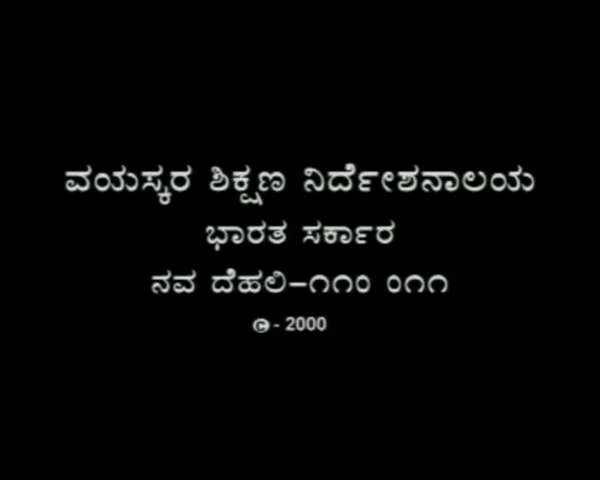 ವಯಸ್ಕರ ಶಿಕ್ಷಣ ನಿರ್ದೇಶನಾಲಯ
ಭಾರತ ಸರ್ಕಾರ
ನವ ದೆಹಲಿ-೧೧೦ ೦೧೧
© - 2000